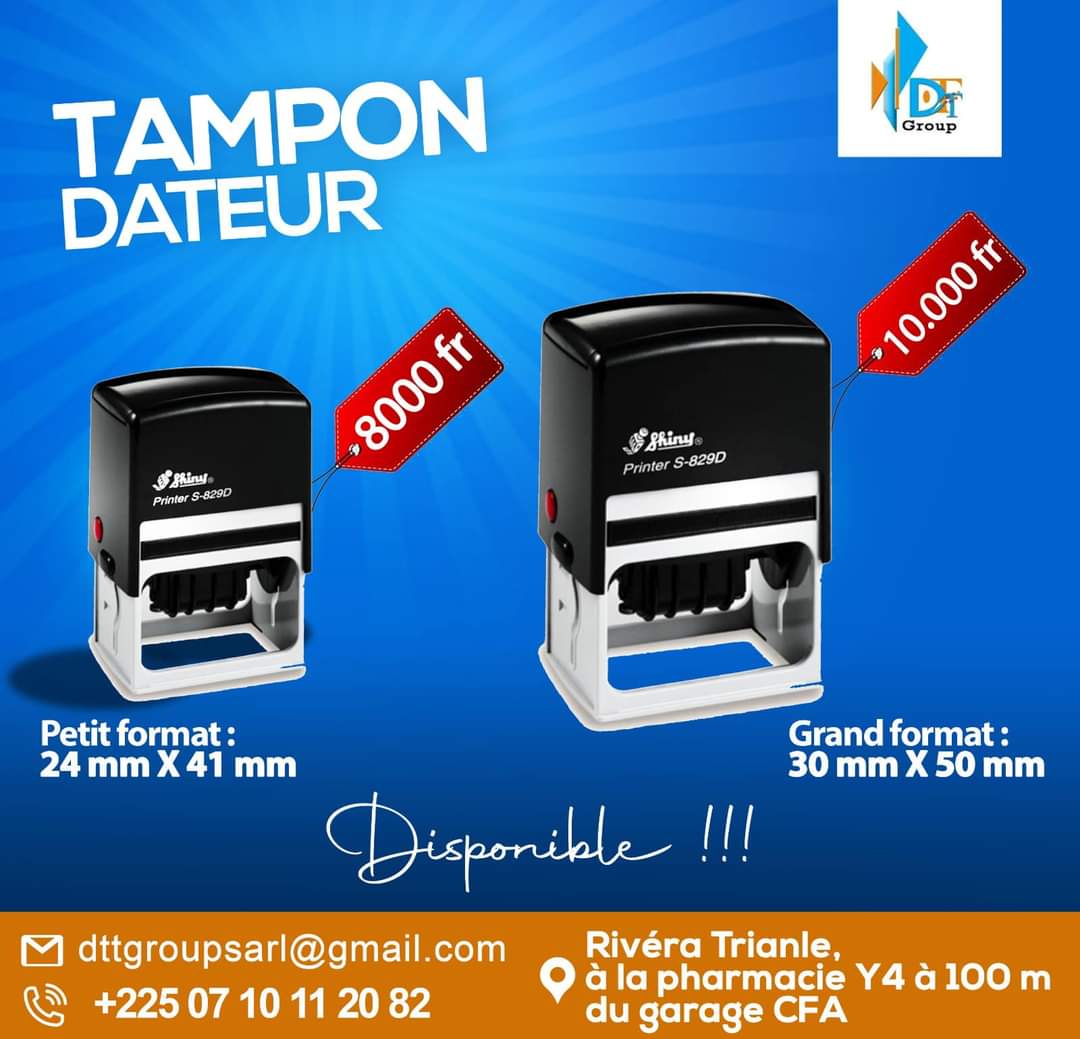 DTT
Group
TAMPON
DATEUR
8000 fr
10.000 fr
Shiny®
Printer S-829D
Shiny®
Printer S-829D
Petit format :
24 mm X 41 mm
Grand format :
30 mm X 50 mm
Disponible !!!
dttgroupsarl@gmail.com
+225 07 10 11 20 82
Rivéra Trianle,
à la pharmacie Y4 à 100 m
du garage CFA